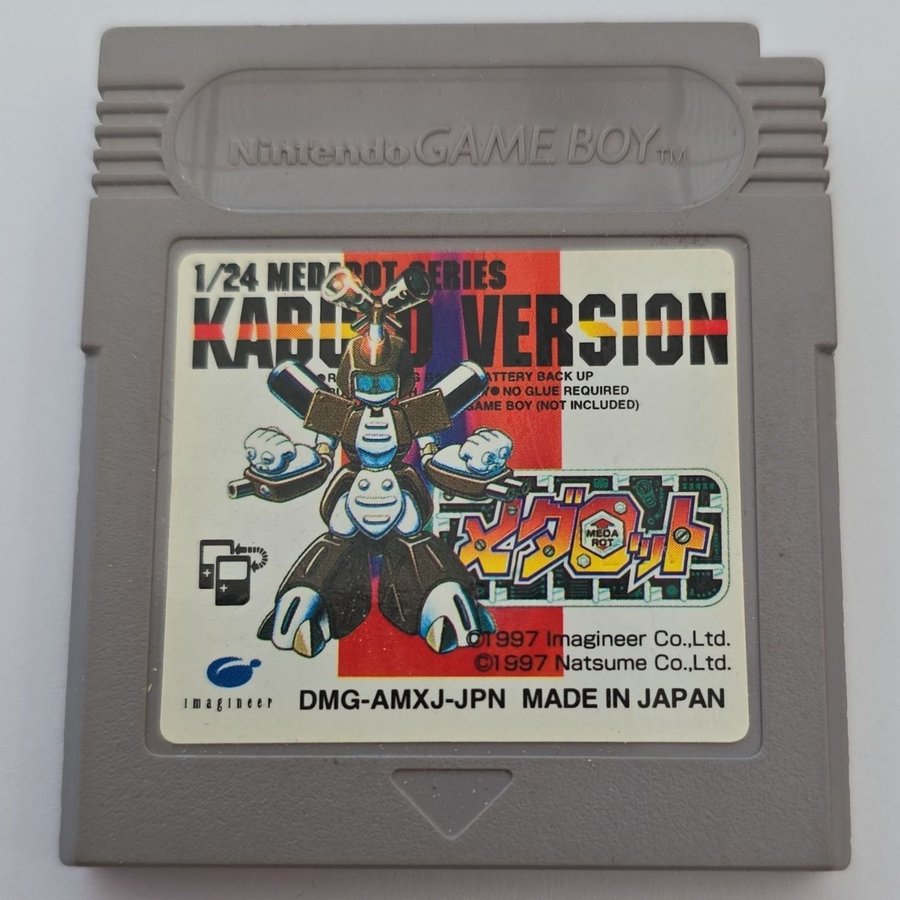 Nintendo GAME BOY TM
1/24 MEDAROT SERIES
VERSION
BATTERY BACK UP
NO GLUE REQUIRED
GAME BOY (NOT INCLUDED)
メダロット
MEDA
ROT
©1997 Imagineer Co.,Ltd.
©1997 Natsume Co.,Ltd.
imagineer
DMG-AMXJ-JPN MADE IN JAPAN